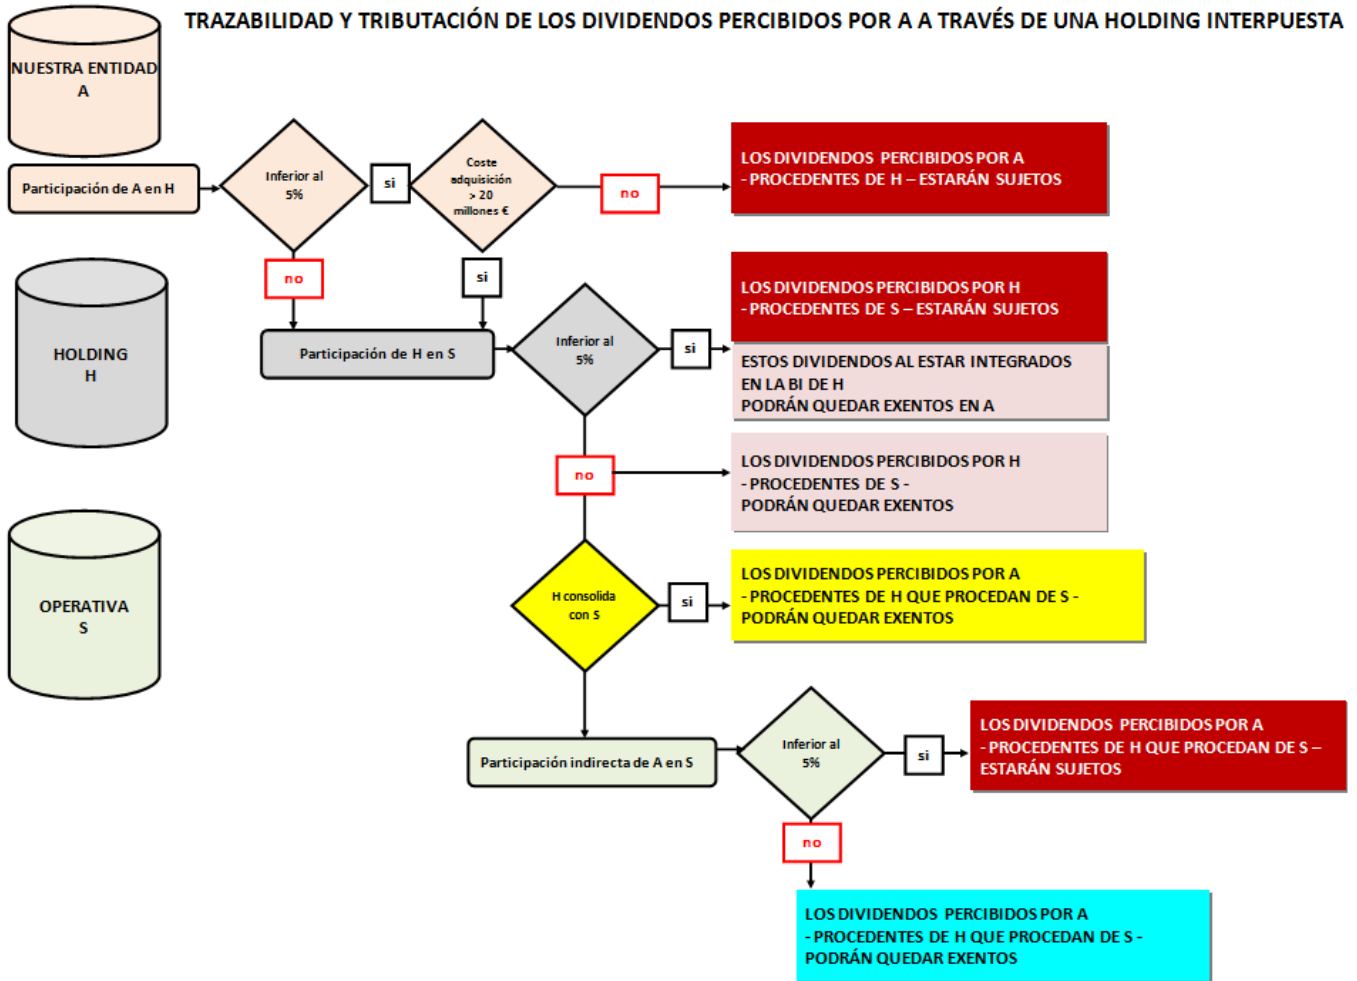 TRAZABILIDAD Y TRIBUTACIÓN DE LOS DIVIDENDOS PERCIBIDOS POR A A TRAVÉS DE UNA HOLDING INTERPUESTA
NUESTRA ENTIDAD
A
Participación de A en H
Inferior al
5%
si
Coste
adquisición
> 20
millones €
no
LOS DIVIDENDOS PERCIBIDOS POR A
- PROCEDENTES DE H – ESTARÁN SUJETOS
no
si
HOLDING
H
Participación de H en S
Inferior al
5%
si
LOS DIVIDENDOS PERCIBIDOS POR H
- PROCEDENTES DE S – ESTARÁN SUJETOS
ESTOS DIVIDENDOS AL ESTAR INTEGRADOS
EN LA BI DE H
PODRÁN QUEDAR EXENTOS EN A
no
LOS DIVIDENDOS PERCIBIDOS POR H
- PROCEDENTES DE S -
PODRÁN QUEDAR EXENTOS
OPERATIVA
S
H consolida
con S
si
LOS DIVIDENDOS PERCIBIDOS POR A
- PROCEDENTES DE H QUE PROCEDAN DE S -
PODRÁN QUEDAR EXENTOS
Participación indirecta de A en S
Inferior al
5%
si
LOS DIVIDENDOS PERCIBIDOS POR A
- PROCEDENTES DE H QUE PROCEDAN DE S –
ESTARÁN SUJETOS
no
LOS DIVIDENDOS PERCIBIDOS POR A
- PROCEDENTES DE H QUE PROCEDAN DE S -
PODRÁN QUEDAR EXENTOS